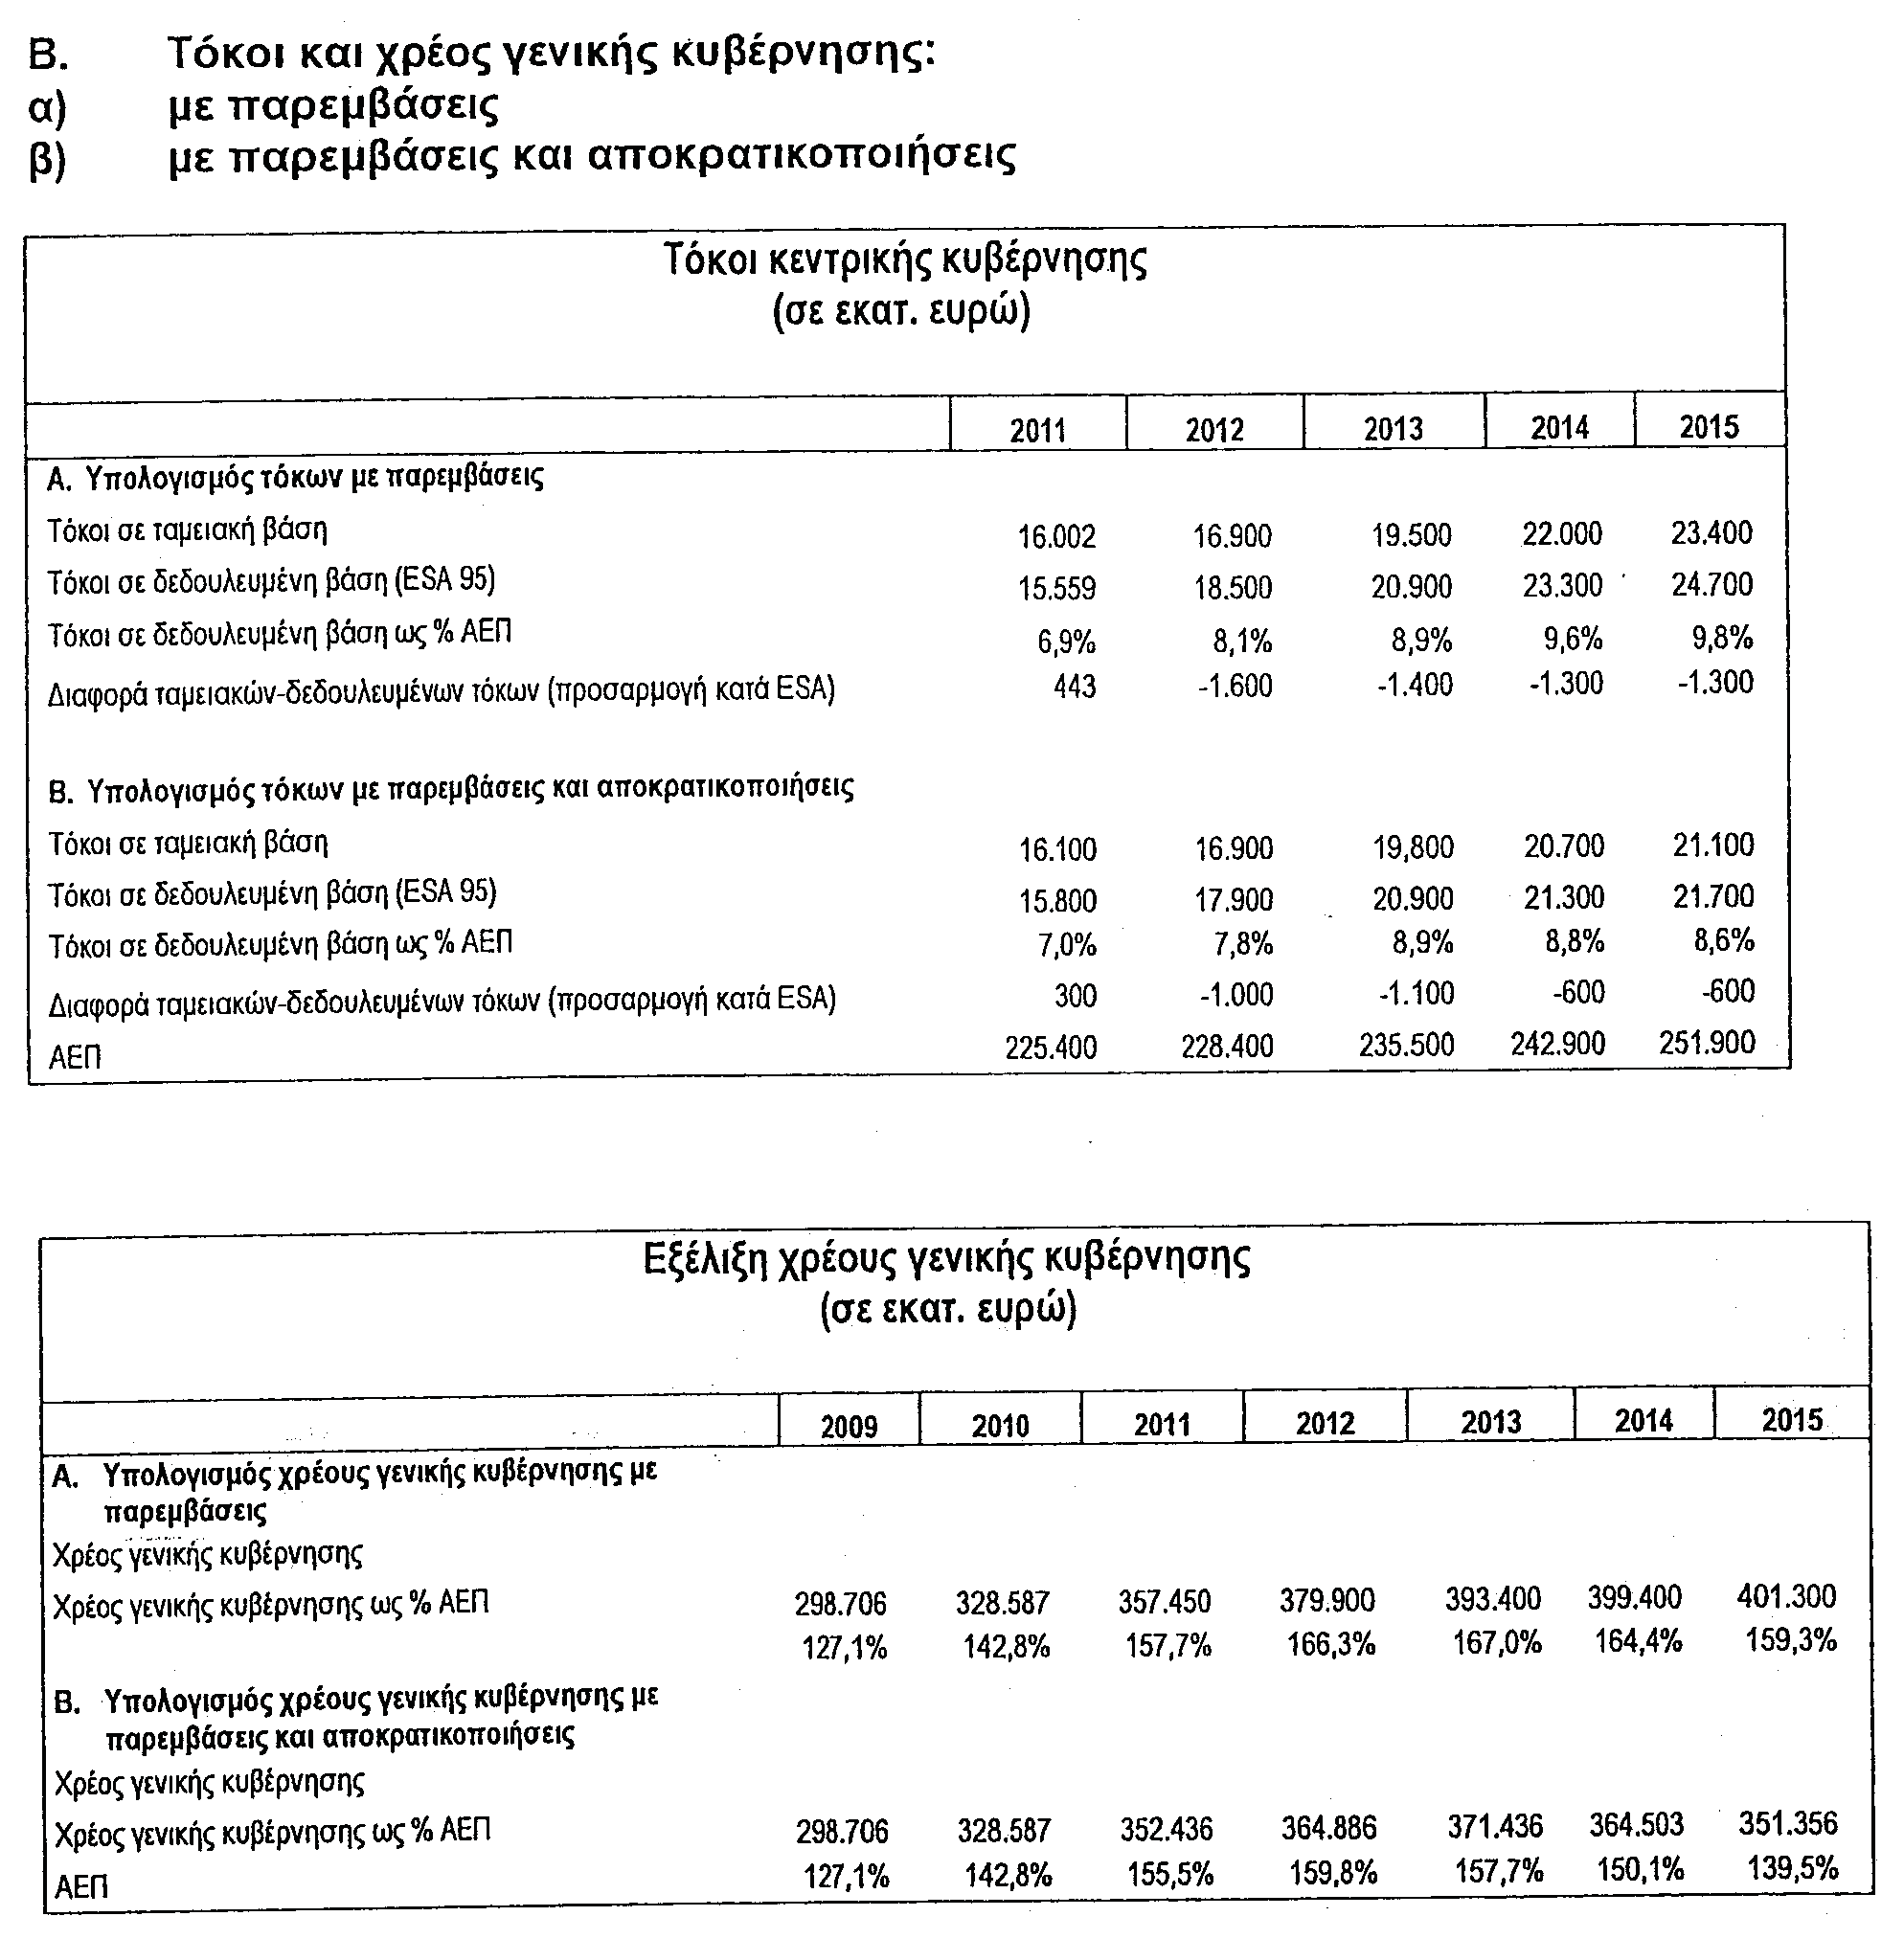 Β. Τόκοι και χρέος γενικής κυβέρνησης:
α) με παρεμβάσεις
β) με παρεμβάσεις και αποκρατικοποιήσεις
Τόκοι κεντρικής κυβέρνησης
(σε εκατ. ευρώ)
2011 2012 2013 2014 2015
Α. Υπολογισμός τόκων με παρεμβάσεις
Τόκοι σε ταμειακή βάση 16.002 16.900 19.500 22.000 23.400
Τόκοι σε δεδουλευμένη βάση (ESA 95) 15.559 18.500 20.900 23.300 24.700
Τόκοι σε δεδουλευμένη βάση ως % ΑΕΠ 6,9% 8,1% 8,9% 9,6% 9,8%
Διαφορά ταμειακών-δεδουλευμένων τόκων (προσαρμογή κατά ESA) 443 -1.600 -1.400 -1.300 -1.300
Β. Υπολογισμός τόκων με παρεμβάσεις και αποκρατικοποιήσεις
Τόκοι σε ταμειακή βάση 16.100 16.900 19,800 20.700 21.100
Τόκοι σε δεδουλευμένη βάση (ESA 95) 15.800 17.900 20.900 21.300 21.700
Τόκοι σε δεδουλευμένη βάση ως % ΑΕΠ 7,0% 7,8% 8,9% 8,8% 8,6%
Διαφορά ταμειακών-δεδουλευμένων τόκων (προσαρμογή κατά ESA) 300 -1.000 -1.100 -600 -600
ΑΕΠ 225.400 228.400 235.500 242.900 251.900
Εξέλιξη χρέους γενικής κυβέρνησης
(σε εκατ. ευρώ)
2009 2010 2011 2012 2013 2014 2015
Α. Υπολογισμός χρέους γενικής κυβέρνησης με
παρεμβάσεις
Χρέος γενικής κυβέρνησης
Χρέος γενικής κυβέρνησης ως % ΑΕΠ 298.706 328.587 357.450 379.900 393.400 399.400 401.300
127,1% 142,8% 157,7% 166,3% 167,0% 164,4% 159,3%
Β. Υπολογισμός χρέους γενικής κυβέρνησης με
παρεμβάσεις και αποκρατικοποιήσεις
Χρέος γενικής κυβέρνησης
Χρέος γενικής κυβέρνησης ως % ΑΕΠ 298.706 328.587 352.436 364.886 371.436 364.503 351.356
ΑΕΠ 127,1% 142,8% 155,5% 159,8% 157,7% 150,1% 139,5%